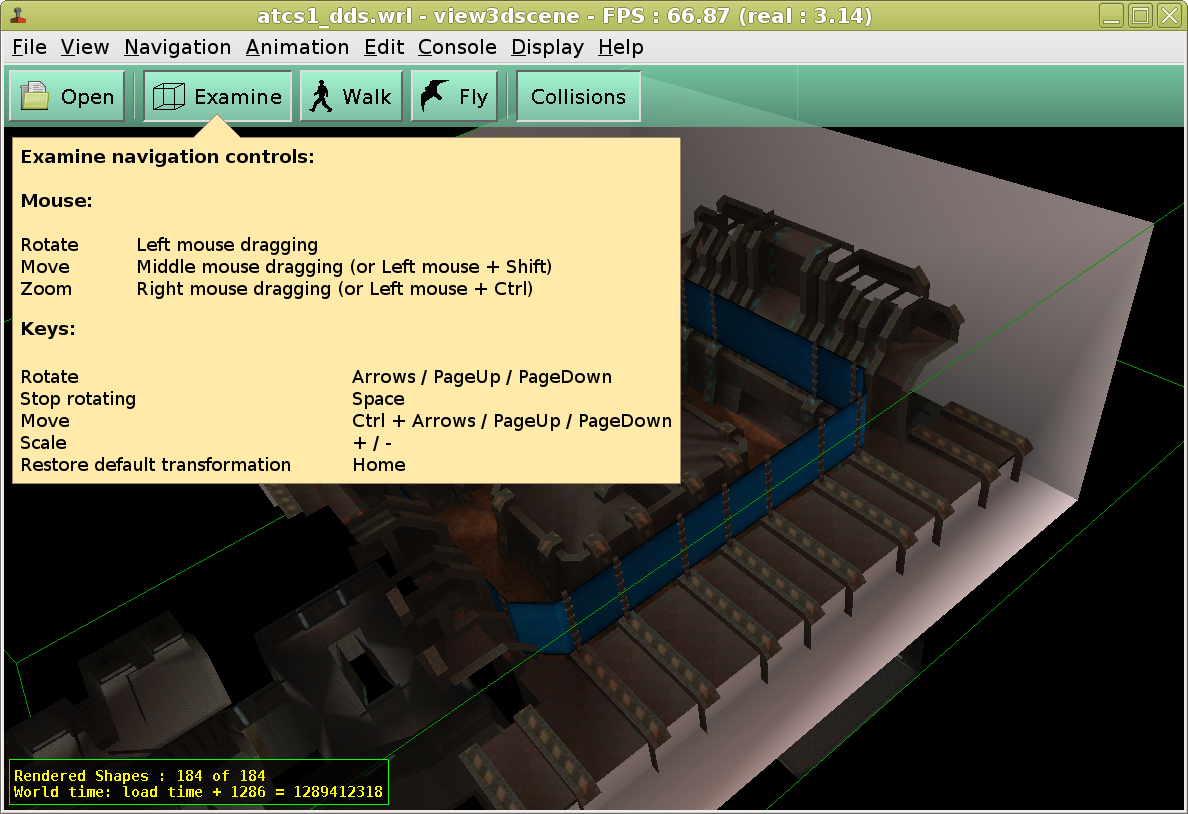 atcs1_dds.wrl - view3dscene - FPS : 66.87 (real : 3.14)
File View Navigation Animation Edit Console Display Help
Open Examine Walk Fly Collisions
Examine navigation controls:
Mouse:
Rotate Left mouse dragging
Move Middle mouse dragging (or Left mouse + Shift)
Zoom Right mouse dragging (or Left mouse + Ctrl)
Keys:
Rotate Arrows / PageUp / PageDown
Stop rotating Space
Move Ctrl + Arrows / PageUp / PageDown
Scale + / -
Restore default transformation Home
Rendered Shapes : 184 of 184
World time: load time + 1286 = 1289412318